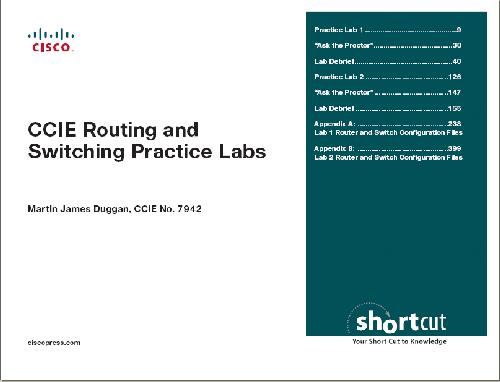 CISCO.
CCIE Routing and
Switching Practice Labs
Martin James Duggan, CCIE No. 7942
ciscopress.com
Practice Lab 1 ........................................9
"Ask the Proctor" ..................................30
Lab Debrief...........................................40
Practice Lab 2 ....................................126
"Ask the Proctor" ................................147
Lab Debrief.........................................155
Appendix A: ........................................238
Lab 1 Router and Switch Configuration Files
Appendix B: ........................................399
Lab 2 Router and Switch Configuration Files
shortcut
Your Short Cut to Knowledge